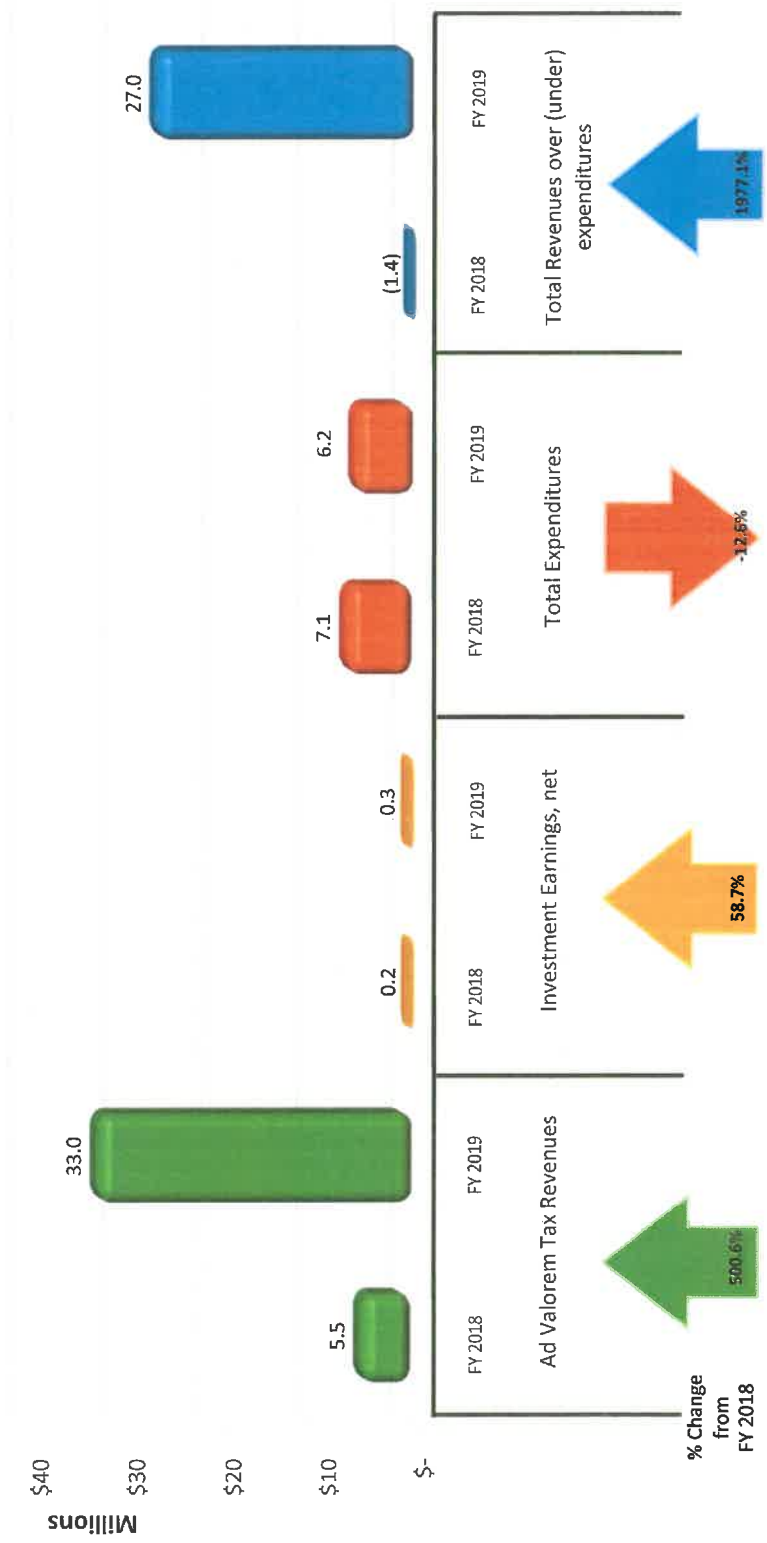 Millions
$40
$30
$20
$10
$-
5.5
33.0
0.2
0.3
7.1
6.2
(1.4)
27.0
FY 2018
FY 2019
FY 2018
FY 2019
FY 2018
FY 2019
FY 2018
FY 2019
Ad Valorem Tax Revenues
Investment Earnings, net
Total Expenditures
Total Revenues over (under)
expenditures
% Change
from
FY 2018
500.6%
58.7%
-12.6%
1977.1%